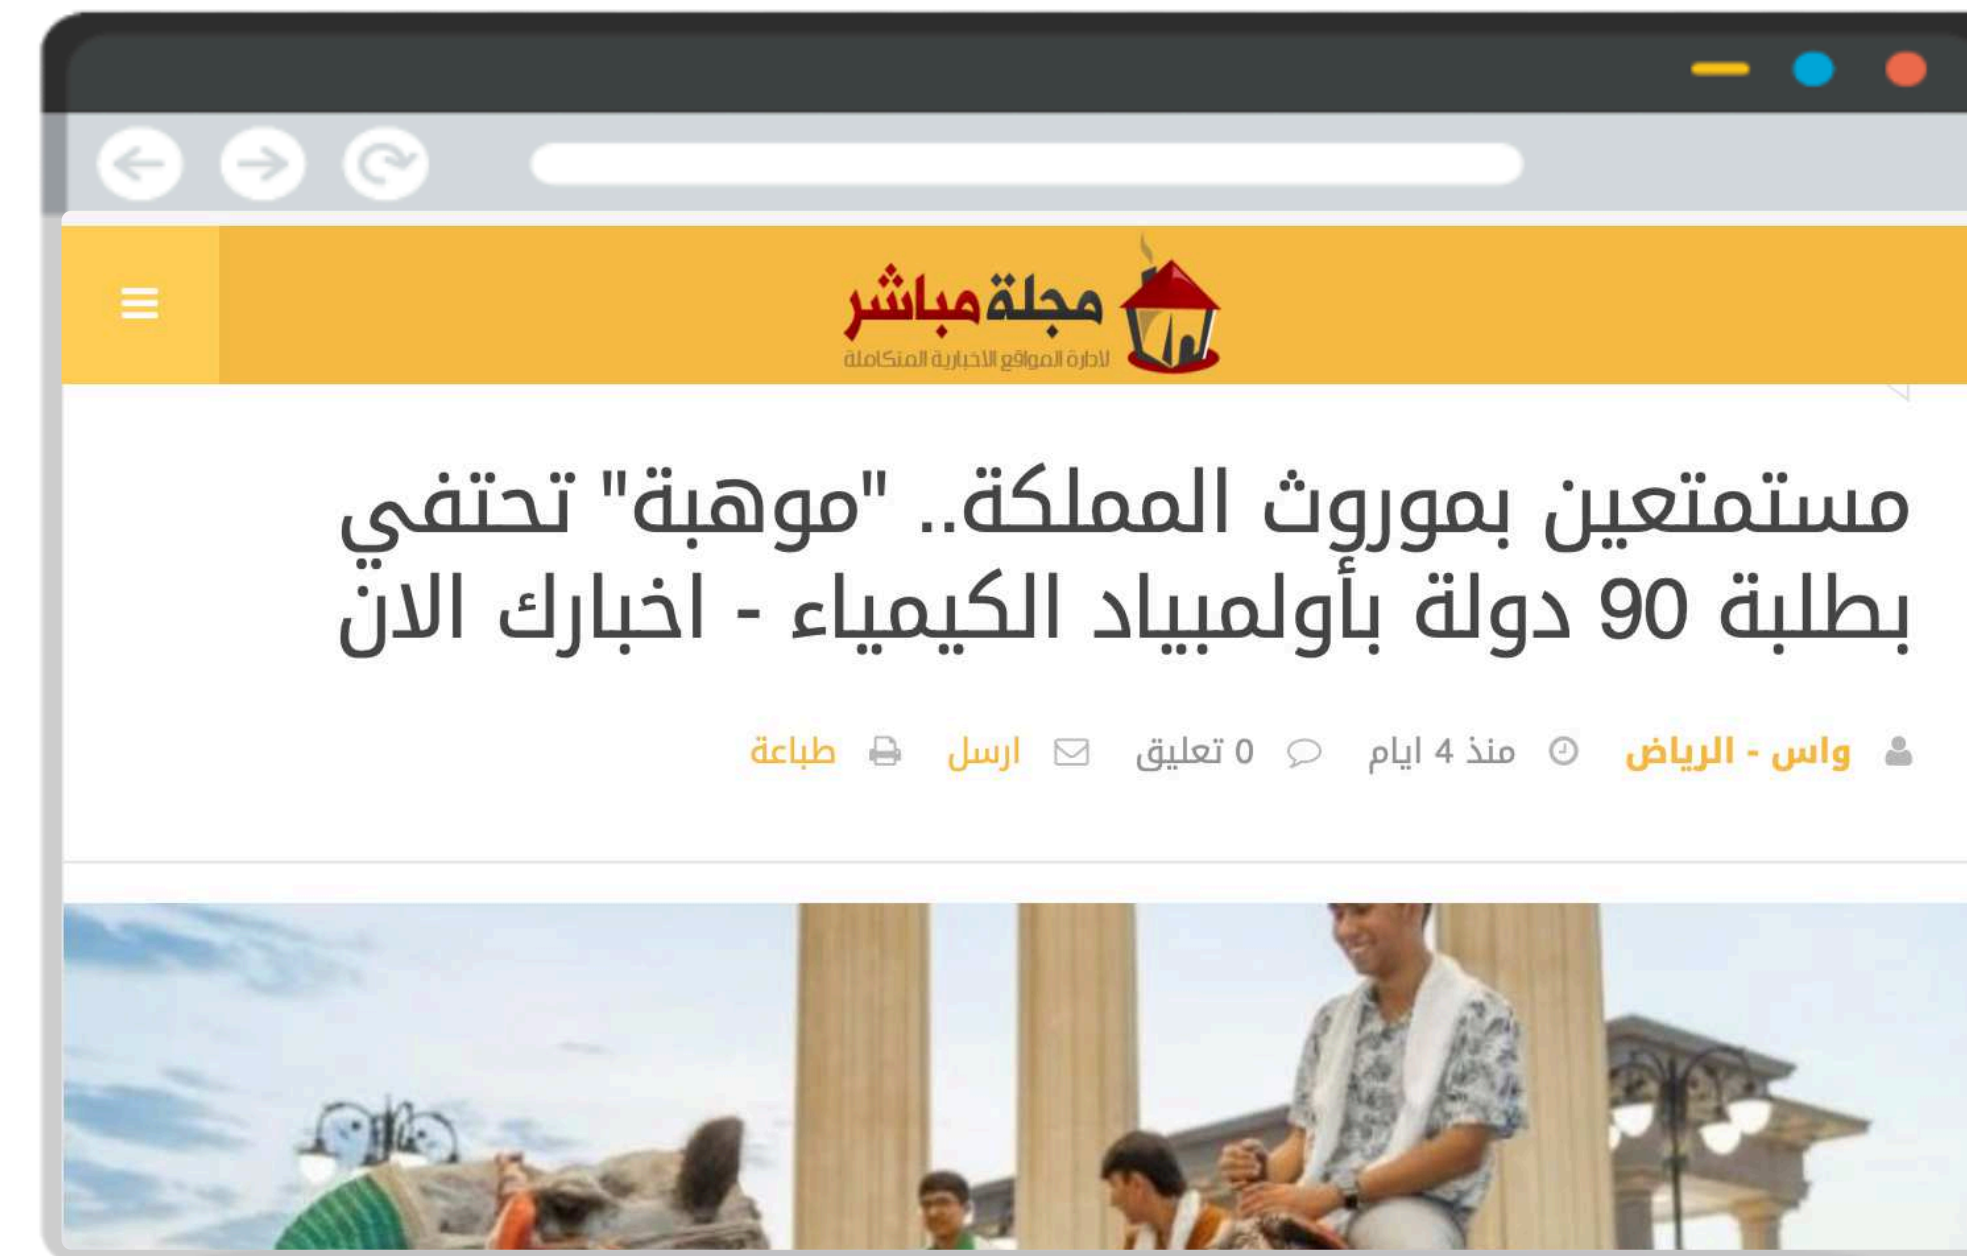 مجلة مباشر
لادارة المواقع الاخبارية المتكاملة
مستمتعين بموروث المملكة.. "موهبة" تحتفي
بطلبة 90 دولة بأولمبياد الكيمياء - اخبارك الان
واس - الرياض منذ 4 ايام 0 تعليق ارسل طباعة